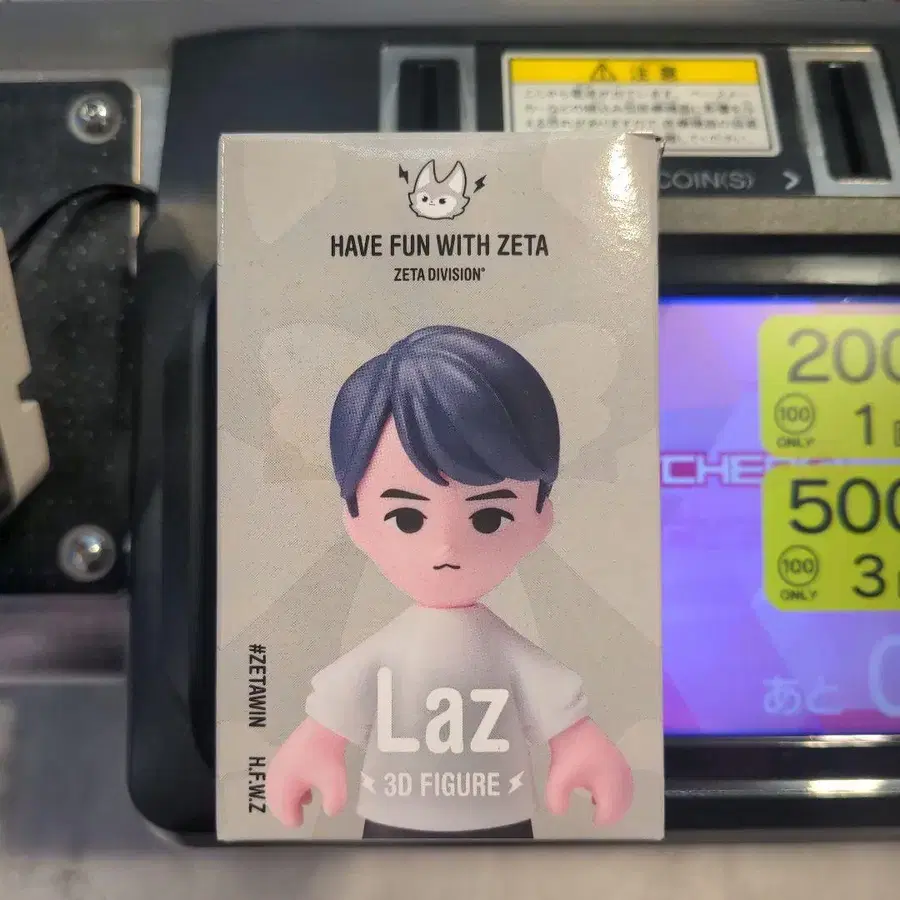 注意
COIN(S)
HAVE FUN WITH ZETA
ZETA DIVISION
#ZETAWIN
H.F.W.Z
Laz
3D FIGURE
200
100
ONLY
1
500
100
ONLY
3
あと